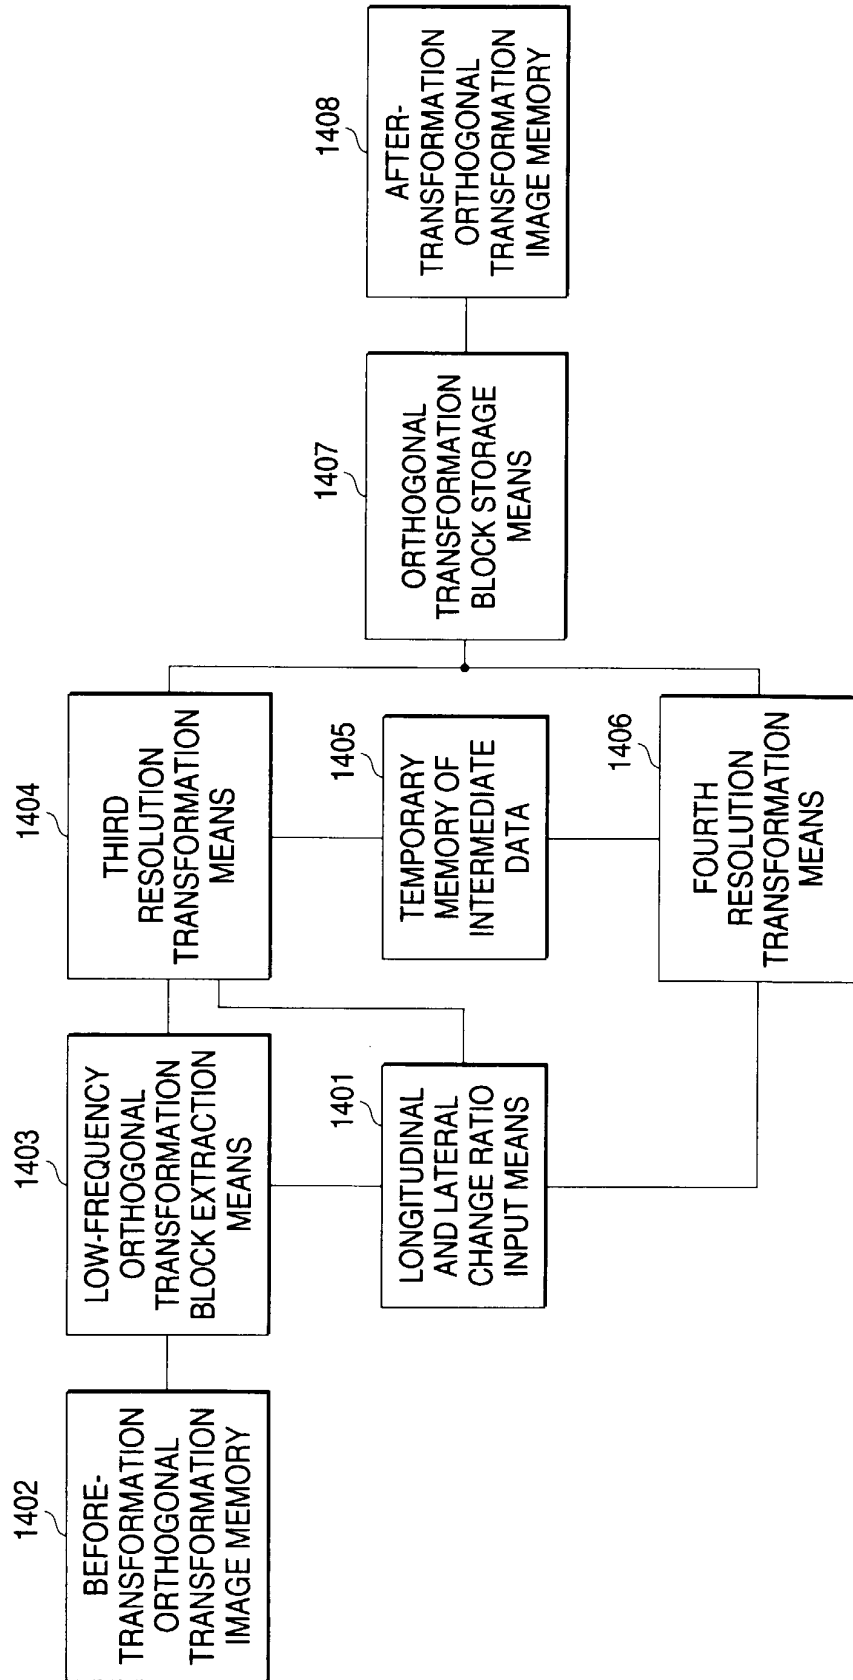 1402
BEFORE-
TRANSFORMATION
ORTHOGONAL
TRANSFORMATION
IMAGE MEMORY
1403
LOW-FREQUENCY
ORTHOGONAL
TRANSFORMATION
BLOCK EXTRACTION
MEANS
1404
THIRD
RESOLUTION
TRANSFORMATION
MEANS
1401
LONGITUDINAL
AND LATERAL
CHANGE RATIO
INPUT MEANS
1405
TEMPORARY
MEMORY OF
INTERMEDIATE
DATA
1406
FOURTH
RESOLUTION
TRANSFORMATION
MEANS
1407
ORTHOGONAL
TRANSFORMATION
BLOCK STORAGE
MEANS
1408
AFTER-
TRANSFORMATION
ORTHOGONAL
TRANSFORMATION
IMAGE MEMORY